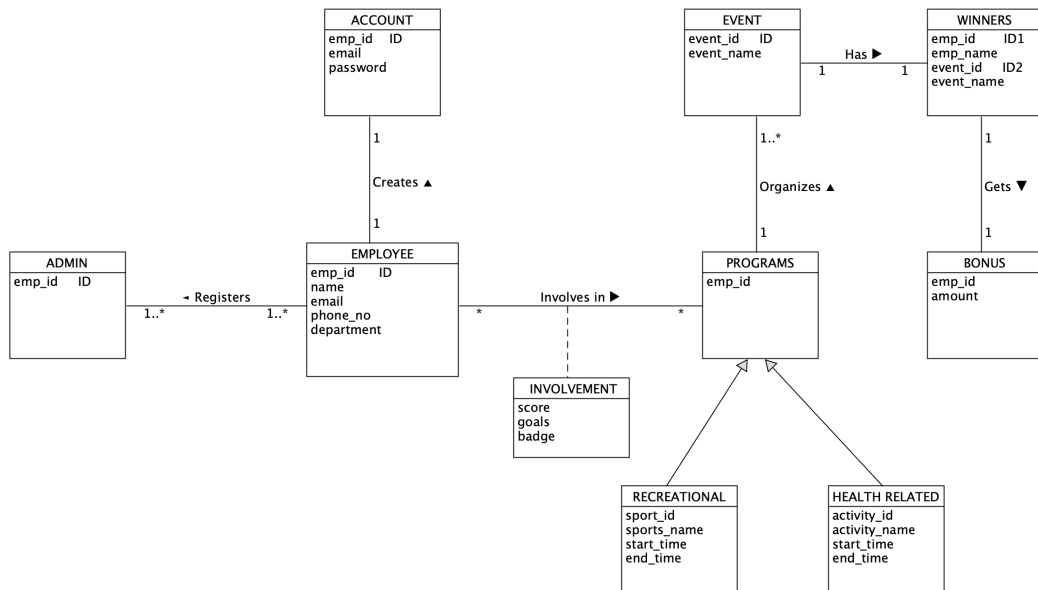 ACCOUNT
emp_id ID
email
password
EVENT
event_id ID
event_name
WINNERS
emp_id ID1
emp_name
event_id ID2
event_name
Has ▶
1
1
1
Creates ▲
1
1..*
Organizes ▲
1
1
Gets ▼
1
ADMIN
emp_id ID
◄ Registers
1..*
1..*
EMPLOYEE
emp_id ID
name
email
phone_no
department
Involves in ▶
*
*
PROGRAMS
emp_id
BONUS
emp_id
amount
INVOLVEMENT
score
goals
badge
RECREATIONAL
sport_id
sports_name
start_time
end_time
HEALTH RELATED
activity_id
activity_name
start_time
end_time